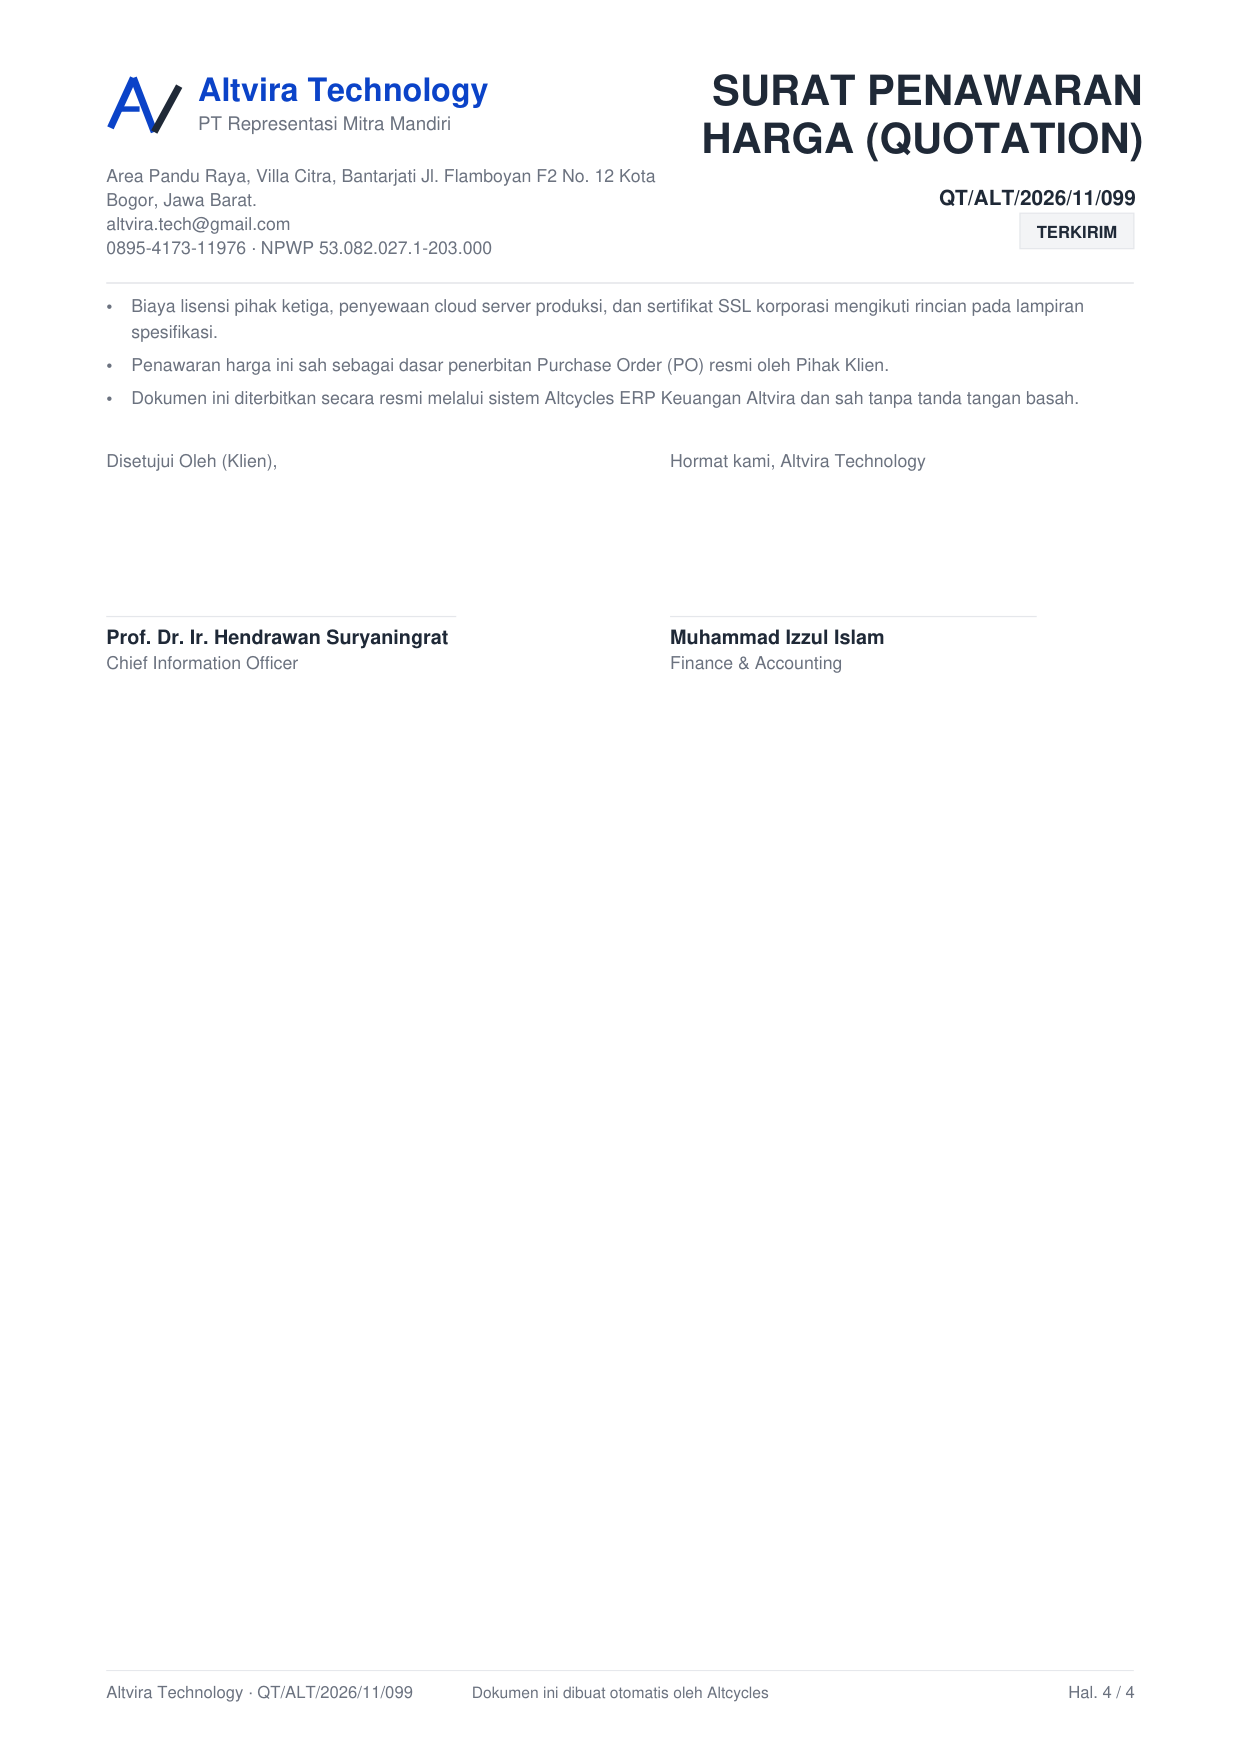 Altvira Technology
PT Representasi Mitra Mandiri
Area Pandu Raya, Villa Citra, Bantarjati Jl. Flamboyan F2 No. 12 Kota
Bogor, Jawa Barat.
altvira.tech@gmail.com
0895-4173-11976 · NPWP 53.082.027.1-203.000
SURAT PENAWARAN
HARGA (QUOTATION)
QT/ALT/2026/11/099
TERKIRIM
• Biaya lisensi pihak ketiga, penyewaan cloud server produksi, dan sertifikat SSL korporasi mengikuti rincian pada lampiran
spesifikasi.
• Penawaran harga ini sah sebagai dasar penerbitan Purchase Order (PO) resmi oleh Pihak Klien.
• Dokumen ini diterbitkan secara resmi melalui sistem Altcycles ERP Keuangan Altvira dan sah tanpa tanda tangan basah.
Disetujui Oleh (Klien),
Prof. Dr. Ir. Hendrawan Suryaningrat
Chief Information Officer
Hormat kami, Altvira Technology
Muhammad Izzul Islam
Finance & Accounting
Altvira Technology · QT/ALT/2026/11/099
Dokumen ini dibuat otomatis oleh Altcycles
Hal. 4 / 4